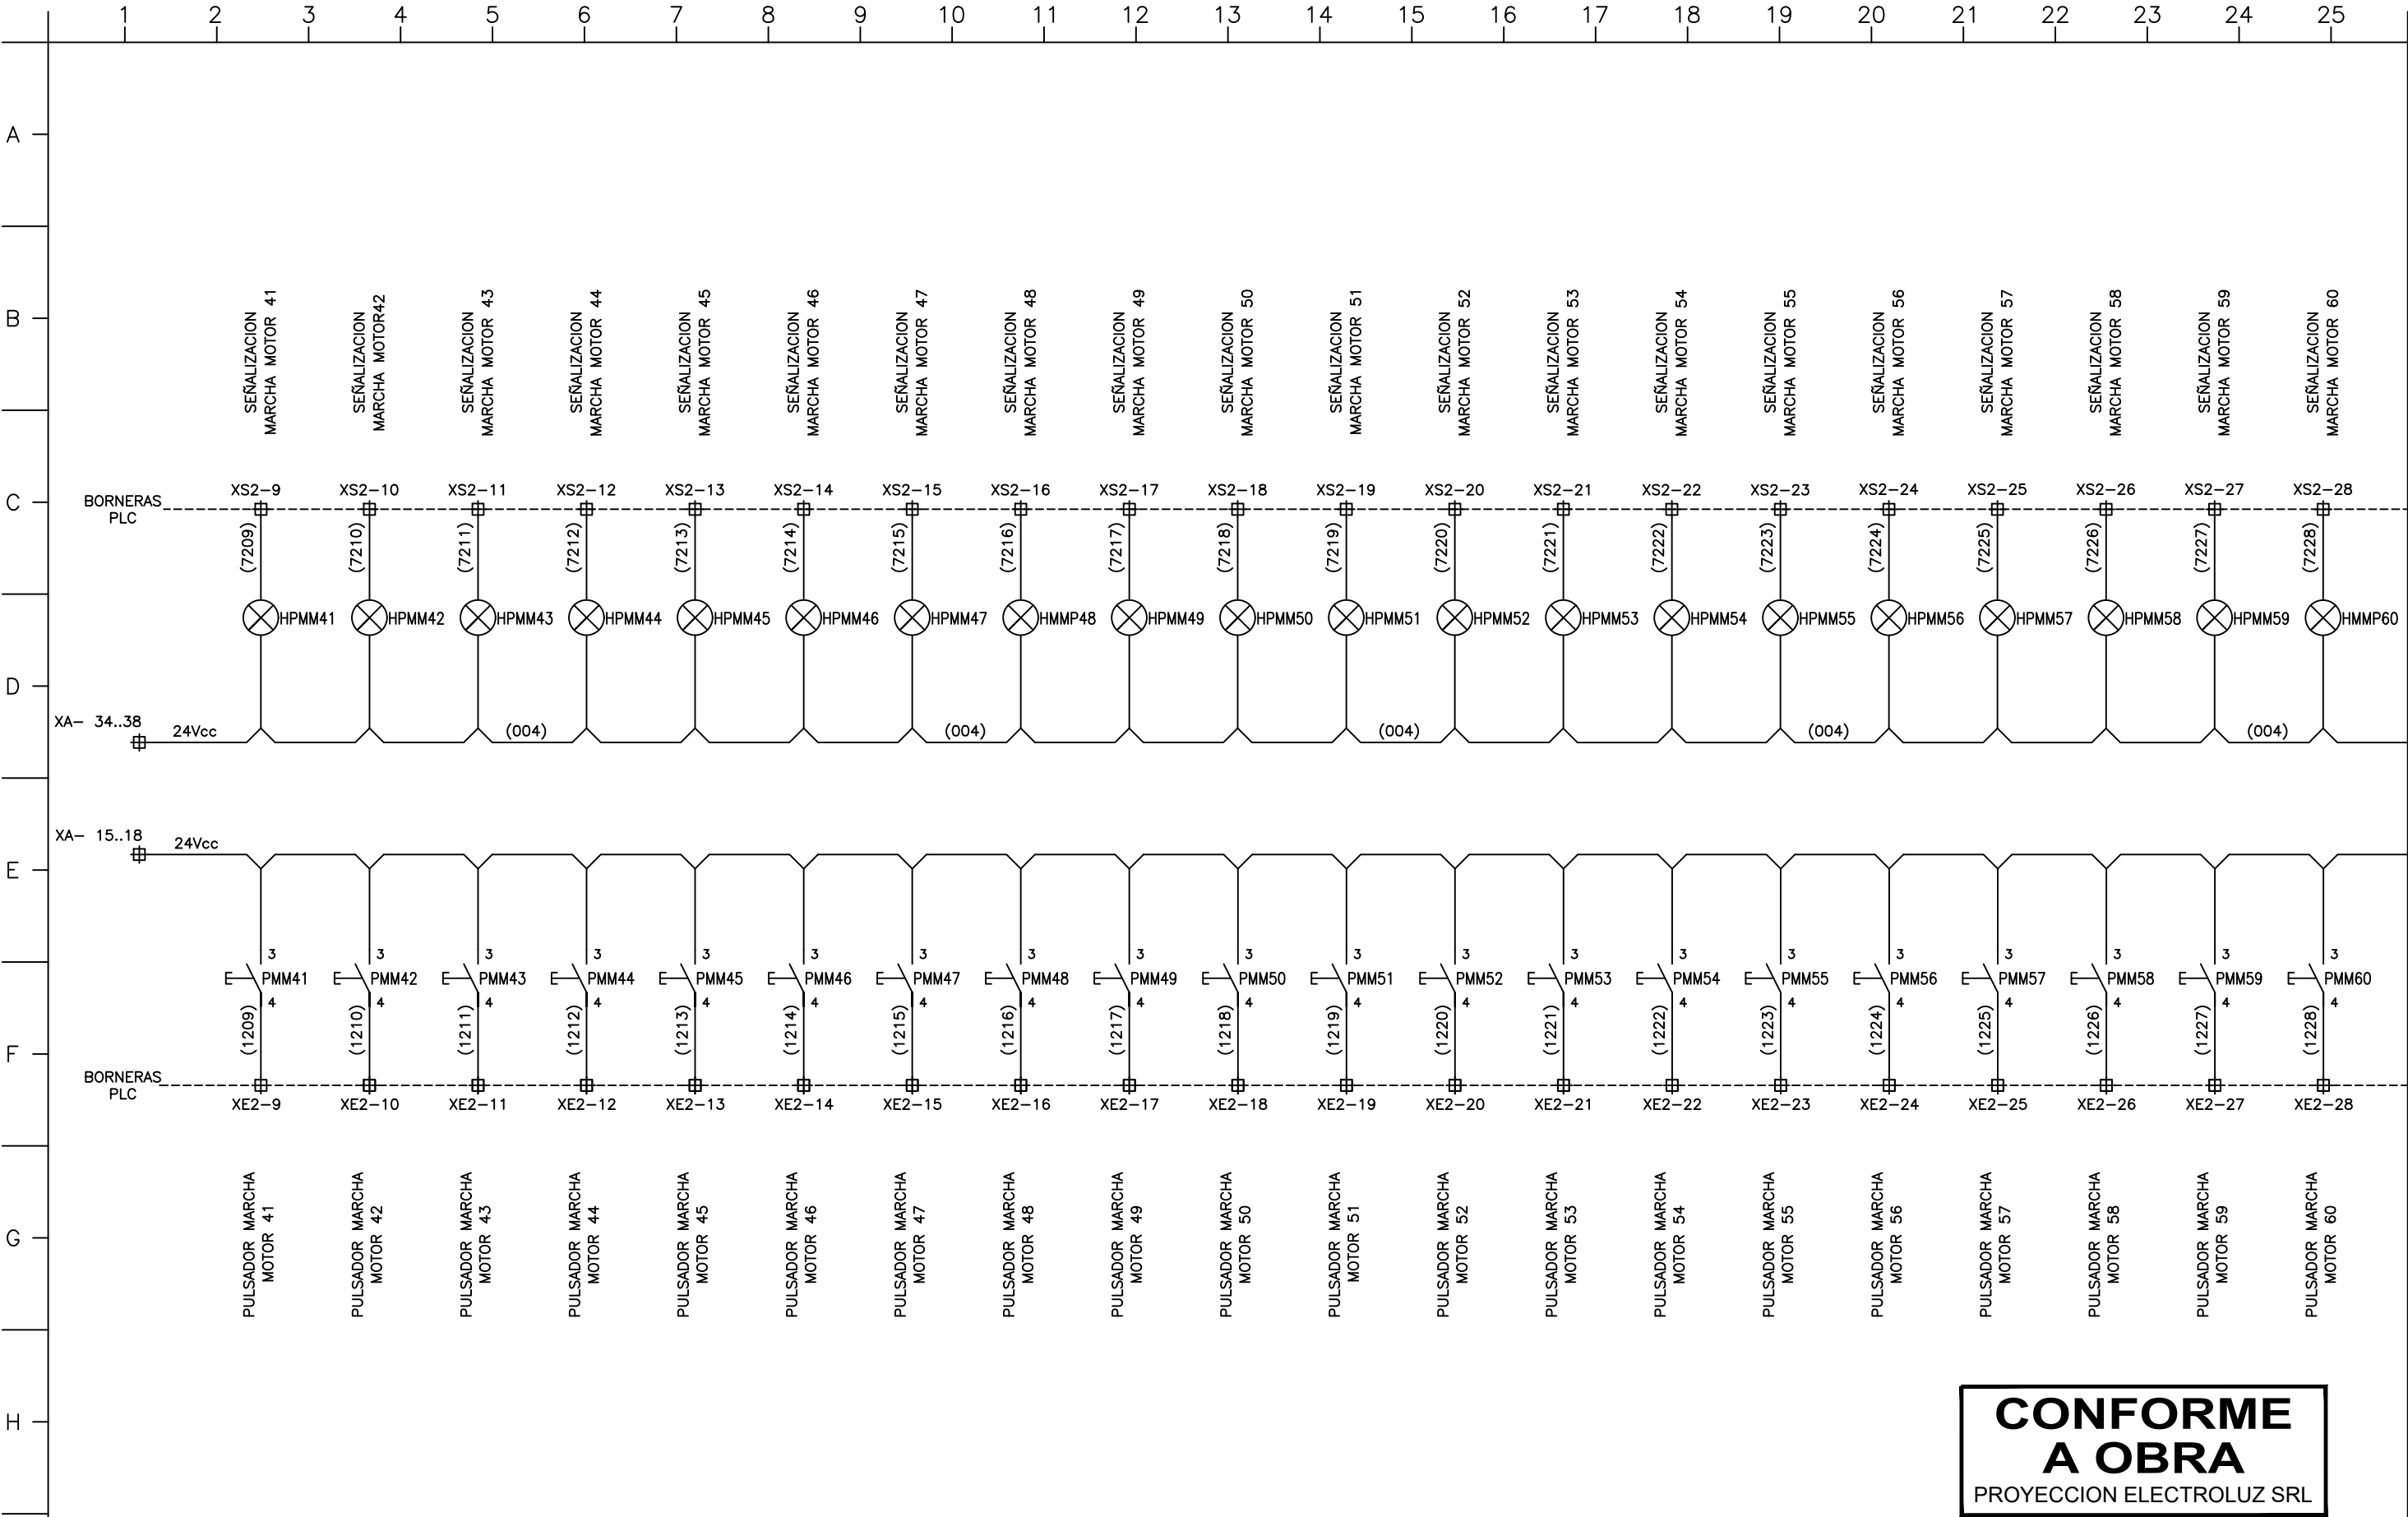 1 2 3 4 5 6 7 8 9 10 11 12 13 14 15 16 17 18 19 20 21 22 23 24 25
A
B
SEÑALIZACION
MARCHA MOTOR 41
SEÑALIZACION
MARCHA MOTOR42
SEÑALIZACION
MARCHA MOTOR 43
SEÑALIZACION
MARCHA MOTOR 44
SEÑALIZACION
MARCHA MOTOR 45
SEÑALIZACION
MARCHA MOTOR 46
SEÑALIZACION
MARCHA MOTOR 47
SEÑALIZACION
MARCHA MOTOR 48
SEÑALIZACION
MARCHA MOTOR 49
SEÑALIZACION
MARCHA MOTOR 50
SEÑALIZACION
MARCHA MOTOR 51
SEÑALIZACION
MARCHA MOTOR 52
SEÑALIZACION
MARCHA MOTOR 53
SEÑALIZACION
MARCHA MOTOR 54
SEÑALIZACION
MARCHA MOTOR 55
SEÑALIZACION
MARCHA MOTOR 56
SEÑALIZACION
MARCHA MOTOR 57
SEÑALIZACION
MARCHA MOTOR 58
SEÑALIZACION
MARCHA MOTOR 59
SEÑALIZACION
MARCHA MOTOR 60
C
BORNERAS
PLC
XS2-9 XS2-10 XS2-11 XS2-12 XS2-13 XS2-14 XS2-15 XS2-16 XS2-17 XS2-18 XS2-19 XS2-20 XS2-21 XS2-22 XS2-23 XS2-24 XS2-25 XS2-26 XS2-27 XS2-28
(7209) (7210) (7211) (7212) (7213) (7214) (7215) (7216) (7217) (7218) (7219) (7220) (7221) (7222) (7223) (7224) (7225) (7226) (7227) (7228)
HPMM41 HPMM42 HPMM43 HPMM44 HPMM45 HPMM46 HPMM47 HMMP48 HPMM49 HPMM50 HPMM51 HPMM52 HPMM53 HPMM54 HPMM55 HPMM56 HPMM57 HPMM58 HPMM59 HMMP60
D
XA- 34..38
24Vcc (004) (004) (004) (004) (004)
XA- 15..18
24Vcc
E
3 3 3 3 3 3 3 3 3 3 3 3 3 3 3 3 3 3 3 3
PMM41 PMM42 PMM43 PMM44 PMM45 PMM46 PMM47 PMM48 PMM49 PMM50 PMM51 PMM52 PMM53 PMM54 PMM55 PMM56 PMM57 PMM58 PMM59 PMM60
4 4 4 4 4 4 4 4 4 4 4 4 4 4 4 4 4 4 4 4
(1209) (1210) (1211) (1212) (1213) (1214) (1215) (1216) (1217) (1218) (1219) (1220) (1221) (1222) (1223) (1224) (1225) (1226) (1227) (1228)
F
BORNERAS
PLC
XE2-9 XE2-10 XE2-11 XE2-12 XE2-13 XE2-14 XE2-15 XE2-16 XE2-17 XE2-18 XE2-19 XE2-20 XE2-21 XE2-22 XE2-23 XE2-24 XE2-25 XE2-26 XE2-27 XE2-28
G
PULSADOR MARCHA
MOTOR 41
PULSADOR MARCHA
MOTOR 42
PULSADOR MARCHA
MOTOR 43
PULSADOR MARCHA
MOTOR 44
PULSADOR MARCHA
MOTOR 45
PULSADOR MARCHA
MOTOR 46
PULSADOR MARCHA
MOTOR 47
PULSADOR MARCHA
MOTOR 48
PULSADOR MARCHA
MOTOR 49
PULSADOR MARCHA
MOTOR 50
PULSADOR MARCHA
MOTOR 51
PULSADOR MARCHA
MOTOR 52
PULSADOR MARCHA
MOTOR 53
PULSADOR MARCHA
MOTOR 54
PULSADOR MARCHA
MOTOR 55
PULSADOR MARCHA
MOTOR 56
PULSADOR MARCHA
MOTOR 57
PULSADOR MARCHA
MOTOR 58
PULSADOR MARCHA
MOTOR 59
PULSADOR MARCHA
MOTOR 60
H
CONFORME
A OBRA
PROYECCION ELECTROLUZ SRL